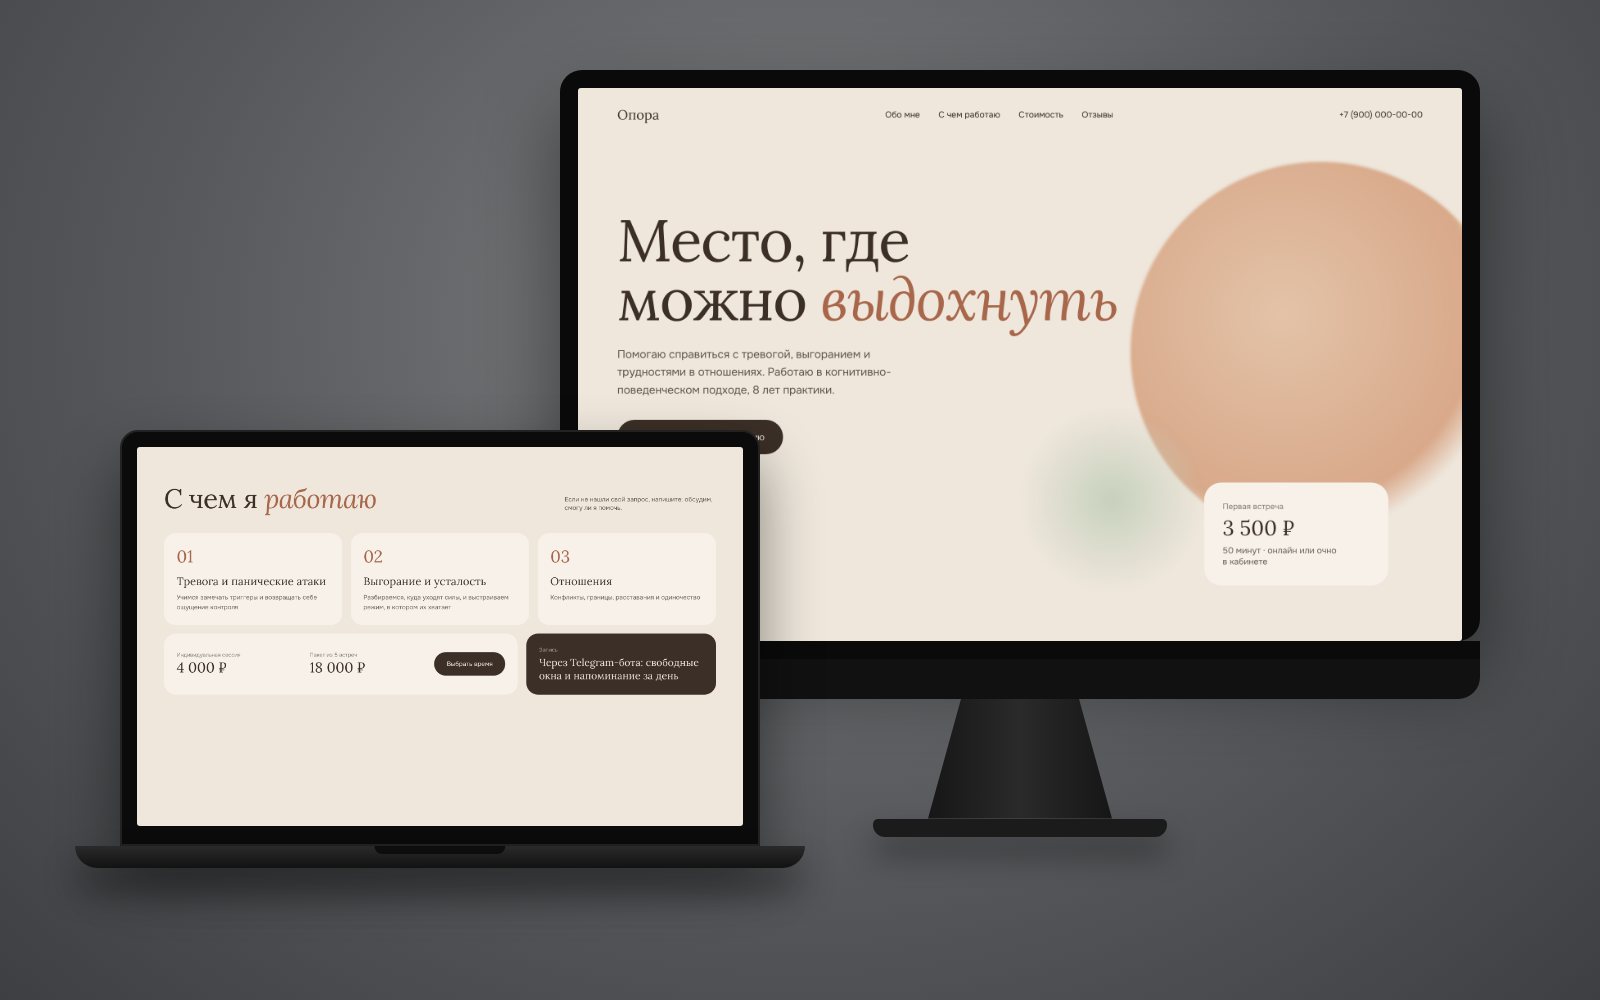 Опора
Обо мне
С чем работаю
Стоимость
Отзывы
+7 (900) 000-00-00
Место, где
можно выдохнуть
Помогаю справиться с тревогой, выгоранием и
трудностями в отношениях. Работаю в когнитивно-
поведенческом подходе, 8 лет практики.
Первая встреча
3 500 ₽
50 минут · онлайн или очно
в кабинете
С чем я работаю
Если не нашли свой запрос, напишите: обсудим,
смогу ли я помочь.
01
Тревога и панические атаки
Учимся замечать триггеры и возвращать себе
ощущение контроля
02
Выгорание и усталость
Разбираемся, куда уходят силы, и выстраиваем
режим, в котором их хватает
03
Отношения
Конфликты, границы, расставания и одиночество
Индивидуальная сессия
4 000 ₽
Пакет из 5 встреч
18 000 ₽
Выбрать время
Запись
Через Telegram-бота: свободные
окна и напоминание за день